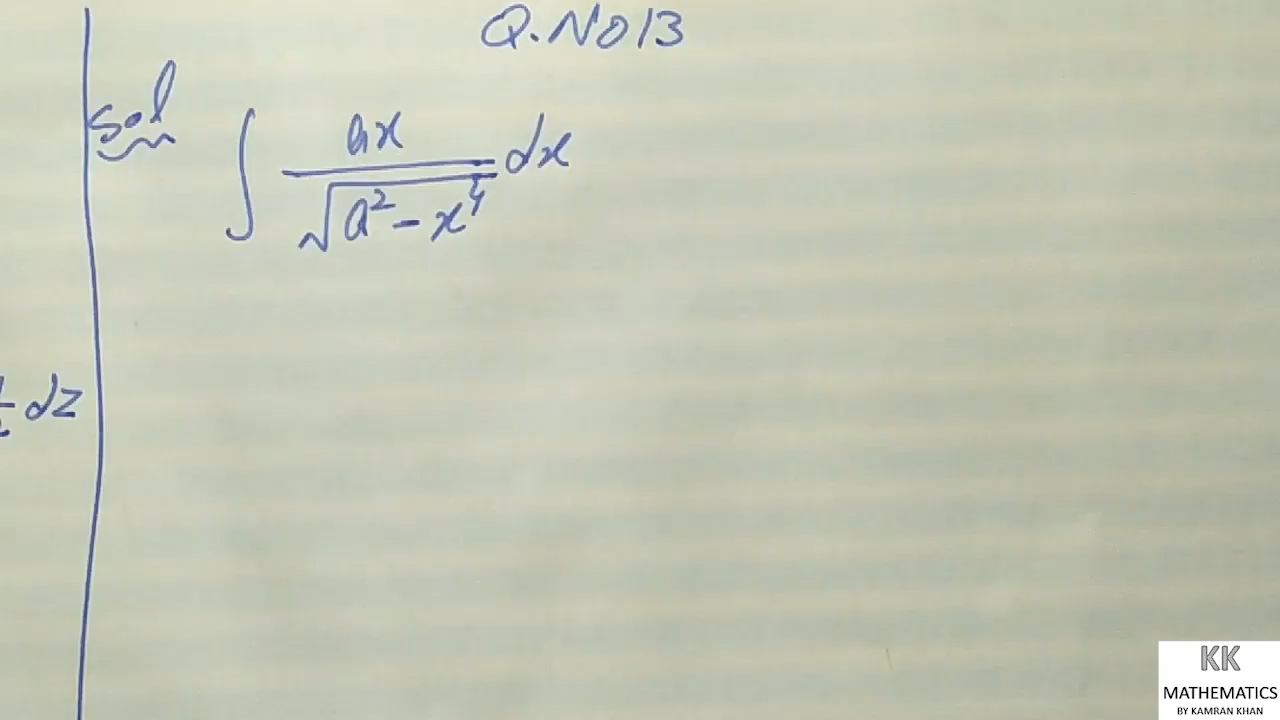 Q.No 13
Sol ∫ ax/√(a²-x⁴) dx
dz
KK
MATHEMATICS
BY KAMRAN KHAN